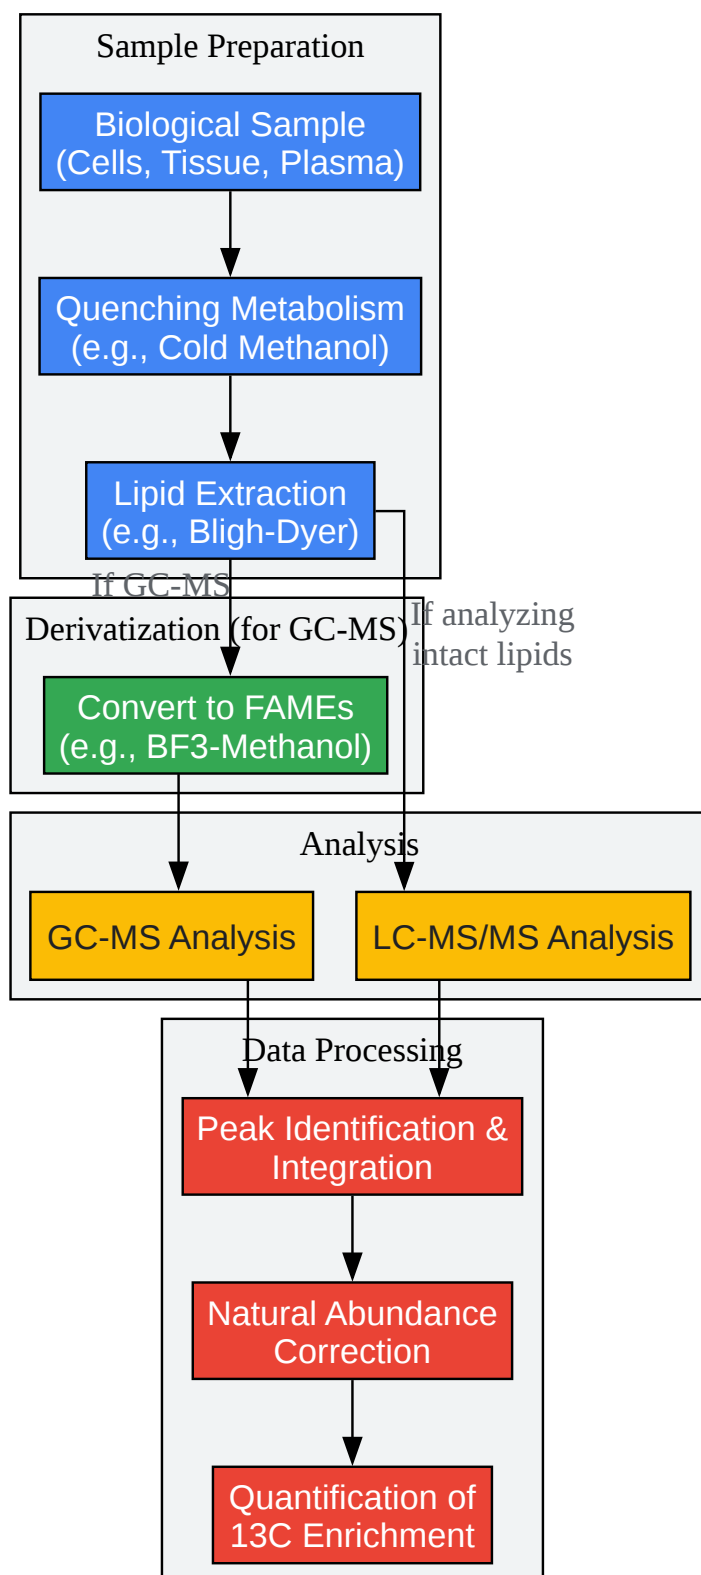 Sample Preparation
Biological Sample
(Cells, Tissue, Plasma)
Quenching Metabolism
(e.g., Cold Methanol)
Lipid Extraction
(e.g., Bligh-Dyer)
If GC-MS
If analyzing
intact lipids
Derivatization (for GC-MS)
Convert to FAMEs
(e.g., BF3-Methanol)
Analysis
GC-MS Analysis
LC-MS/MS Analysis
Data Processing
Peak Identification &
Integration
Natural Abundance
Correction
Quantification of
13C Enrichment